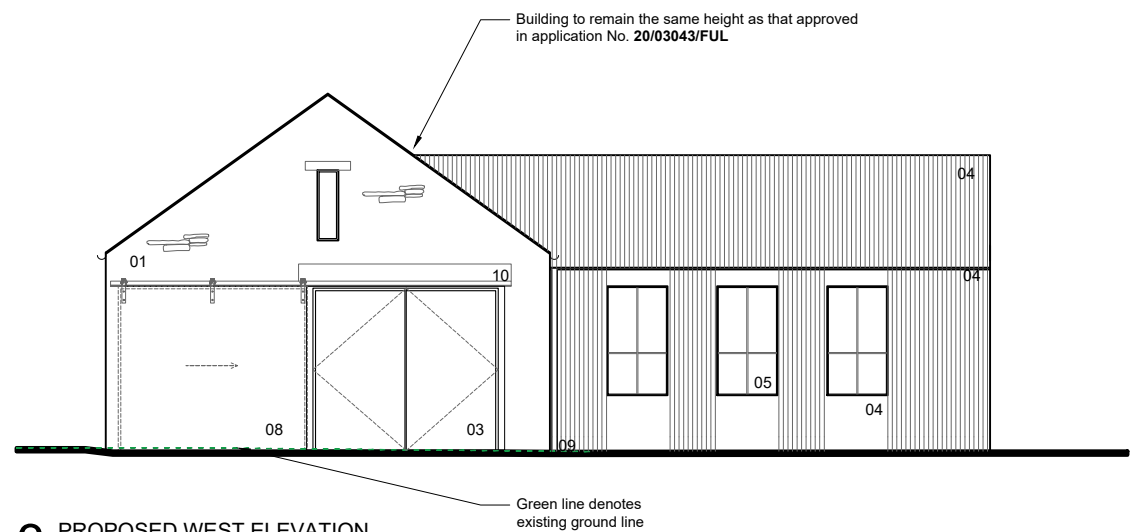 Building to remain the same height as that approved
in application No. 20/03043/FUL
04
01
10
04
05
04
08
03
09
Green line denotes
existing ground line
PROPOSED WEST ELEVATION